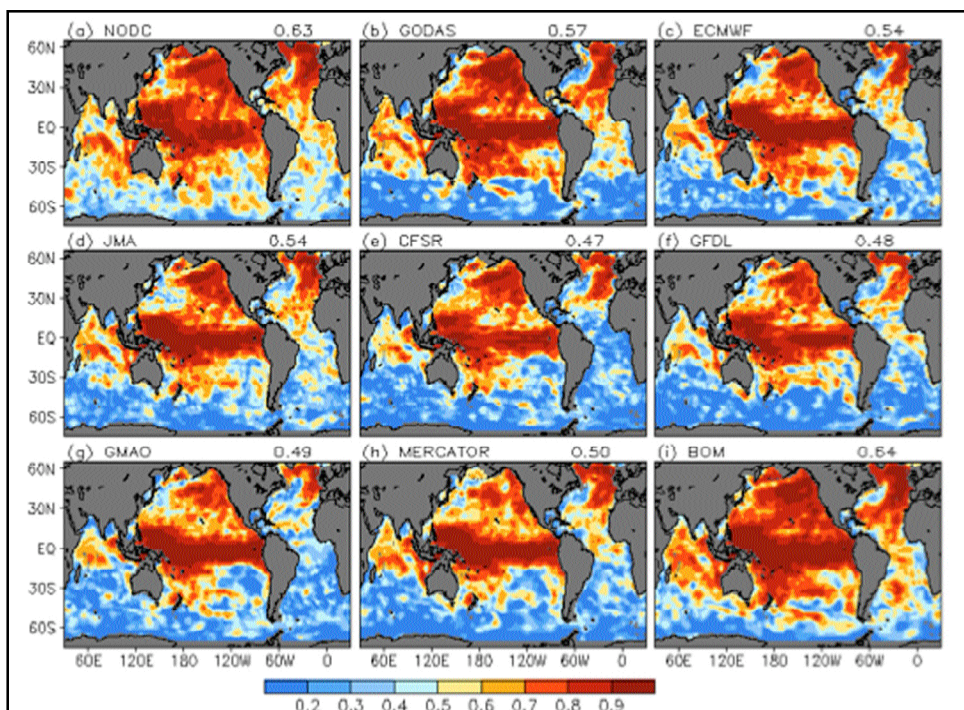 (a) NODC 0.63 (b) GODAS 0.57 (c) ECMWF 0.54
60N
30N
EQ
30S
60S
(d) JMA 0.54 (e) CFSR 0.47 (f) GFDL 0.48
60N
30N
EQ
30S
60S
(g) GMAO 0.49 (h) MERCATOR 0.50 (i) BOM 0.64
60N
30N
EQ
30S
60S
60E 120E 180 120W 60W 0 60E 120E 180 120W 60W 0 60E 120E 180 120W 60W 0
0.2 0.3 0.4 0.5 0.6 0.7 0.8 0.9